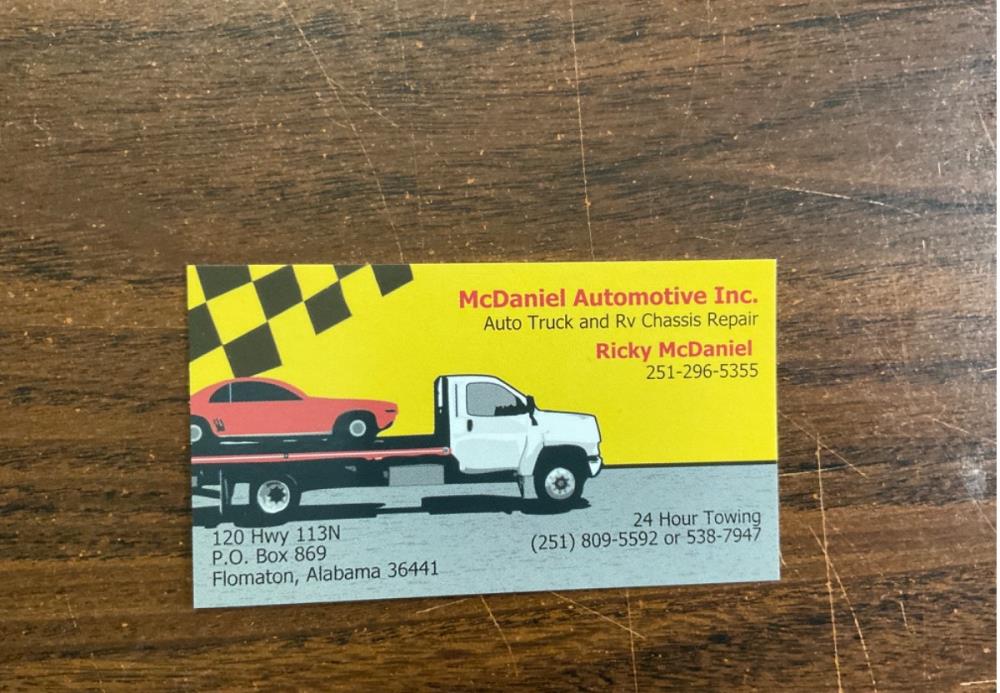 McDaniel Automotive Inc.
Auto Truck and Rv Chassis Repair
Ricky McDaniel
251-296-5355
120 Hwy 113N
P.O. Box 869
Flomaton, Alabama 36441
24 Hour Towing
(251) 809-5592 or 538-7947